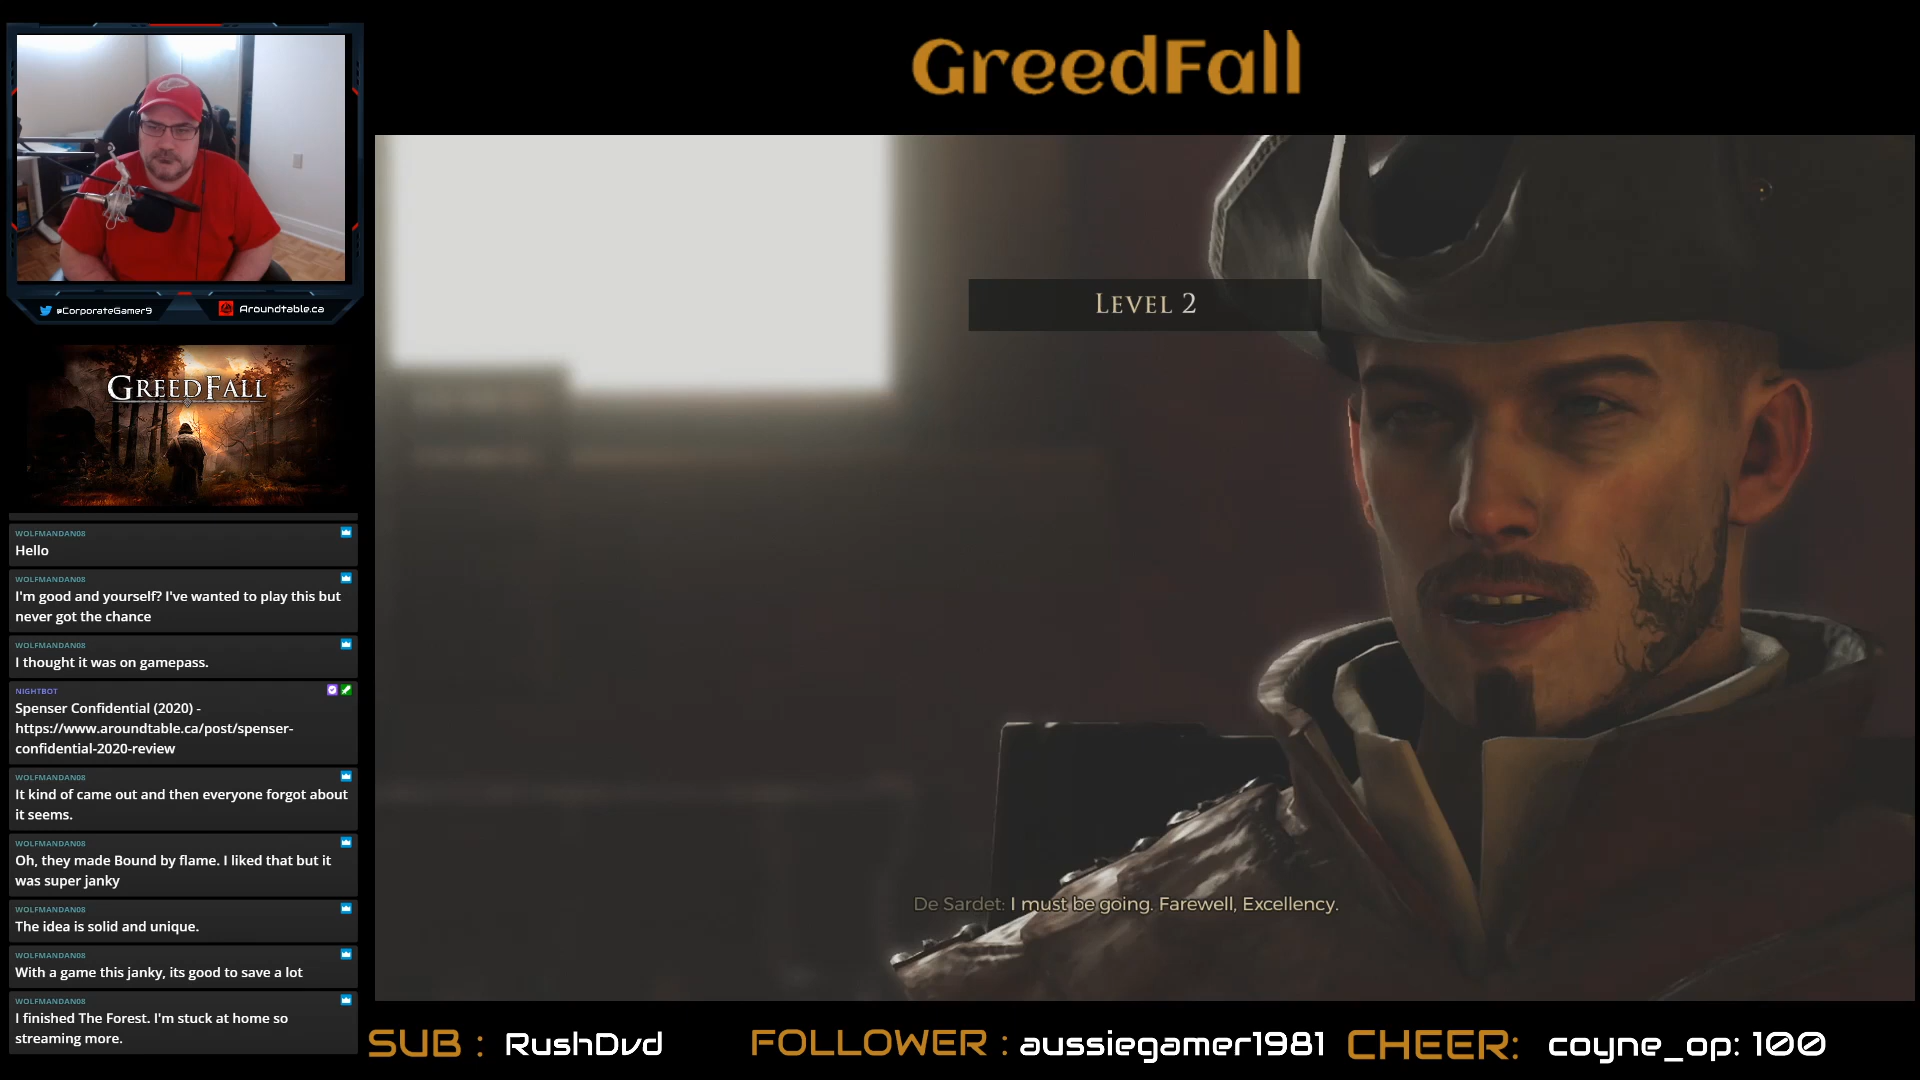 GreedFall
@CorporateGamer9
Aroundtable.ca
GREEDFALL
WOLFMANDAN08
Hello
WOLFMANDAN08
I'm good and yourself? I've wanted to play this but
never got the chance
WOLFMANDAN08
I thought it was on gamepass.
NIGHTBOT
Spenser Confidential (2020) -
https://www.aroundtable.ca/post/spenser-
confidential-2020-review
WOLFMANDAN08
It kind of came out and then everyone forgot about
it seems.
WOLFMANDAN08
Oh, they made Bound by flame. I liked that but it
was super janky
WOLFMANDAN08
The idea is solid and unique.
WOLFMANDAN08
With a game this janky, its good to save a lot
WOLFMANDAN08
I finished The Forest. I'm stuck at home so
streaming more.
LEVEL 2
De Sardet: I must be going. Farewell, Excellency.
SUB : RushDvd
FOLLOWER : aussiegamer1981
CHEER: coyne_op: 100